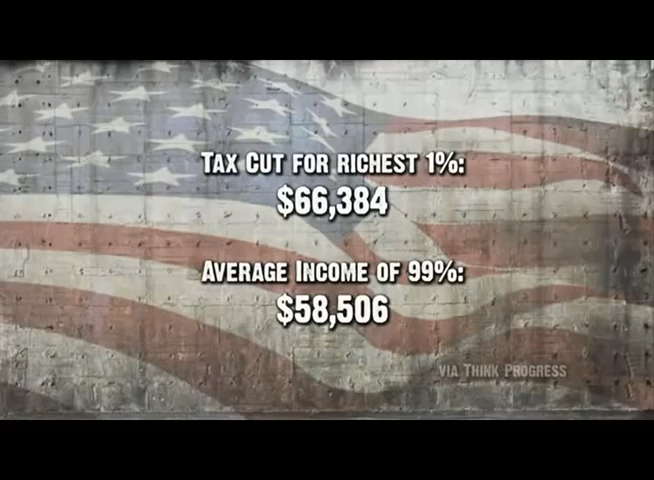 Tax Cut for richest 1%:
$66,384
Average Income of 99%:
$58,506
via Think Progress